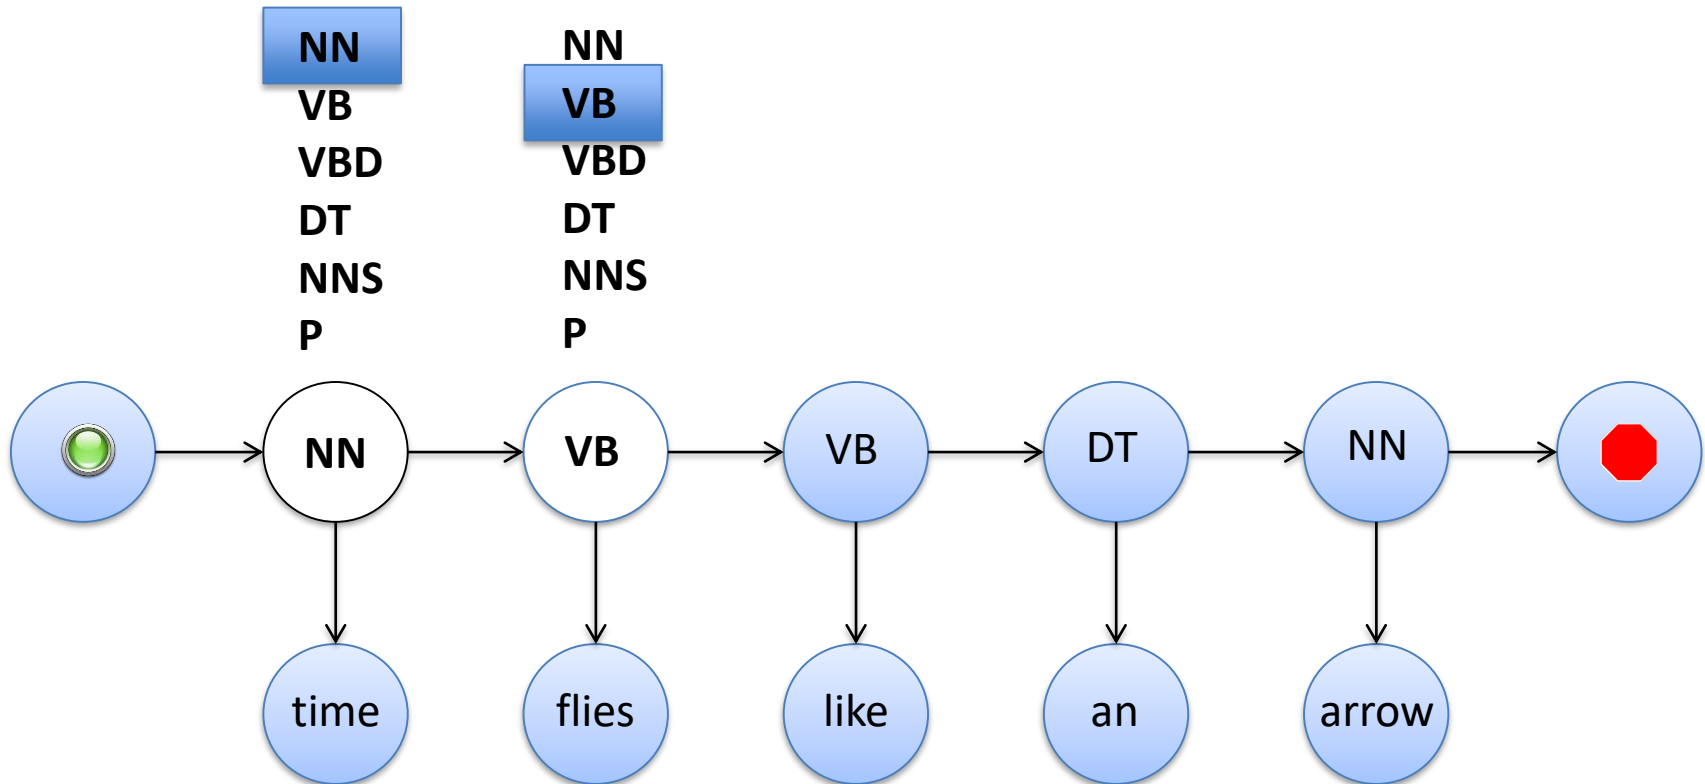 NN
VB
VBD
DT
NNS
P
NN
VB
VBD
DT
NNS
P
NN
VB
VB
DT
NN
time
flies
like
an
arrow